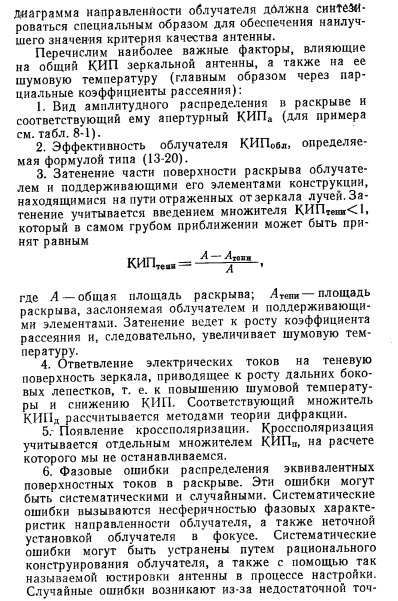 Диаграмма направленности облучателя должна синтези-
роваться специальным образом для обеспечения наилуч-
шего значения критерия качества антенны.
Перечислим наиболее важные факторы, влияющие
на общий КИП зеркальной антенны, а также на ее
шумовую температуру (главным образом через пар-
циальные коэффициенты рассеяния):
1. Вид амплитудного распределения в раскрыве и
соответствующий ему апертурный КИПа (для примера
см. табл. 8-1).
2. Эффективность облучателя КИПобл, определяе-
мая формулой типа (13-20).
3. Затенение части поверхности раскрыва облучате-
лем и поддерживающими его элементами конструкции,
находящимися на пути отраженных от зеркала лучей. За-
тенение учитывается введением множителя КИПтени<1,
который в самом грубом приближении может быть при-
нят равным
КИПтени = (A — Aтени) / A ,
где A — общая площадь раскрыва; Aтени — площадь
раскрыва, заслоняемая облучателем и поддерживающи-
ми элементами. Затенение ведет к росту коэффициента
рассеяния и, следовательно, увеличивает шумовую тем-
пературу.
4. Ответвление электрических токов на теневую
поверхность зеркала, приводящее к росту дальних боко-
вых лепестков, т. е. к повышению шумовой температу-
ры и снижению КИП. Соответствующий множитель
КИПд рассчитывается методами теории дифракции.
5. Появление кроссполяризации. Кроссполяризация
учитывается отдельным множителем КИПп, на расчете
которого мы не останавливаемся.
6. Фазовые ошибки распределения эквивалентных
поверхностных токов в раскрыве. Эти ошибки могут
быть систематическими и случайными. Систематические
ошибки вызываются несферичностью фазовых характе-
ристик направленности облучателя, а также неточной
установкой облучателя в фокусе. Систематические
ошибки могут быть устранены путем рационального
конструирования облучателя, а также с помощью так
называемой юстировки антенны в процессе настройки.
Случайные ошибки возникают из-за недостаточной точ-